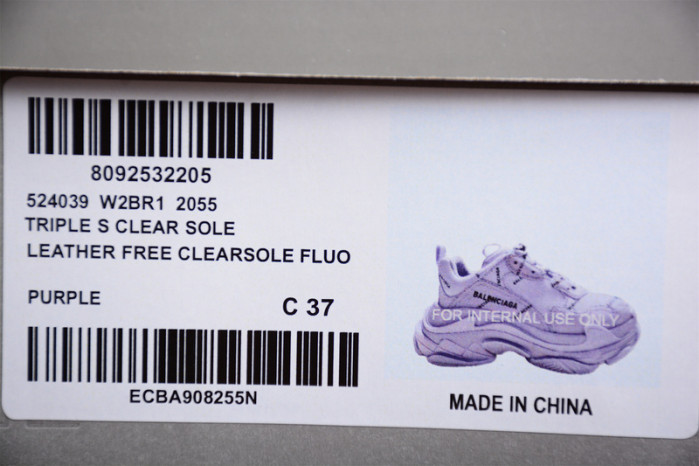 8092532205
524039 W2BR1 2055
TRIPLE S CLEAR SOLE
LEATHER FREE CLEARSOLE FLUO
PURPLE
C 37
ECBA908255N
BALENCIAGA
FOR INTERNAL USE ONLY
MADE IN CHINA